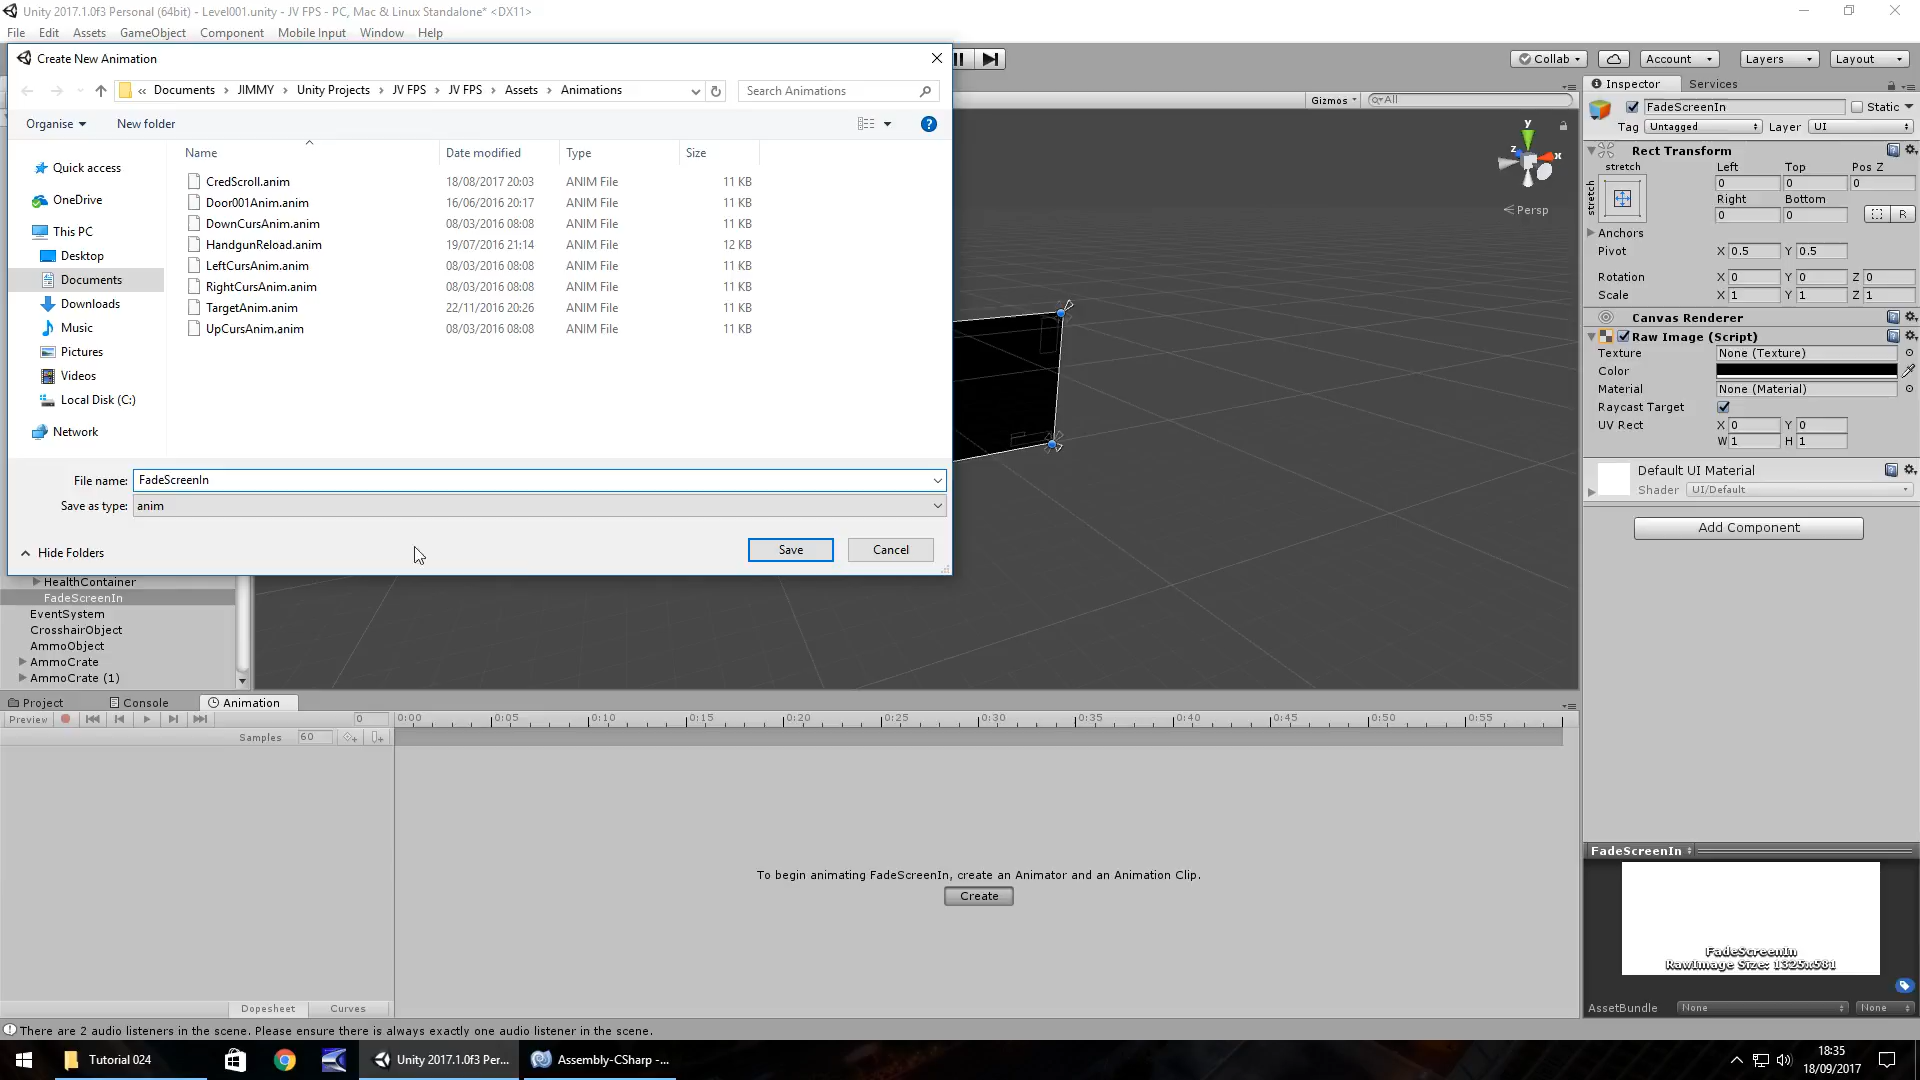 Unity 2017.1.0f3 Personal (64bit) - Level001.unity - JV FPS - PC, Mac & Linux Standalone* <DX11>
File Edit Assets GameObject Component Mobile Input Window Help
Create New Animation
Collab Account Layers Layout
« Documents JIMMY Unity Projects JV FPS JV FPS Assets Animations Search Animations
Organise New folder
Name Date modified Type Size
CredScroll.anim 18/08/2017 20:03 ANIM File 11 KB
Door001Anim.anim 16/06/2016 20:17 ANIM File 11 KB
DownCursAnim.anim 08/03/2016 08:08 ANIM File 11 KB
HandgunReload.anim 19/07/2016 21:14 ANIM File 12 KB
LeftCursAnim.anim 08/03/2016 08:08 ANIM File 11 KB
RightCursAnim.anim 08/03/2016 08:08 ANIM File 11 KB
TargetAnim.anim 22/11/2016 20:26 ANIM File 11 KB
UpCursAnim.anim 08/03/2016 08:08 ANIM File 11 KB
Quick access
OneDrive
This PC
Desktop
Documents
Downloads
Music
Pictures
Videos
Local Disk (C:)
Network
File name: FadeScreenIn
Save as type: anim
Hide Folders Save Cancel
Gizmos All
y
z x
Persp
HealthContainer
FadeScreenIn
EventSystem
CrosshairObject
AmmoObject
AmmoCrate
AmmoCrate (1)
Inspector Services
FadeScreenIn Static
Tag Untagged Layer UI
Rect Transform
stretch Left Top Pos Z
stretch 0 0 0
Right Bottom
0 0 R
Anchors
Pivot X 0.5 Y 0.5
Rotation X 0 Y 0 Z 0
Scale X 1 Y 1 Z 1
Canvas Renderer
Raw Image (Script)
Texture None (Texture)
Color
Material None (Material)
Raycast Target
UV Rect X 0 Y 0
W 1 H 1
Default UI Material
Shader UI/Default
Add Component
Project Console Animation
Preview 0 0:00 0:05 0:10 0:15 0:20 0:25 0:30 0:35 0:40 0:45 0:50 0:55
Samples 60
To begin animating FadeScreenIn, create an Animator and an Animation Clip.
Create
Dopesheet Curves
FadeScreenIn
FadeScreenIn
RawImage Size: 1325x581
AssetBundle None None
There are 2 audio listeners in the scene. Please ensure there is always exactly one audio listener in the scene.
Tutorial 024 Unity 2017.1.0f3 Per... Assembly-CSharp -...
18:35
18/09/2017